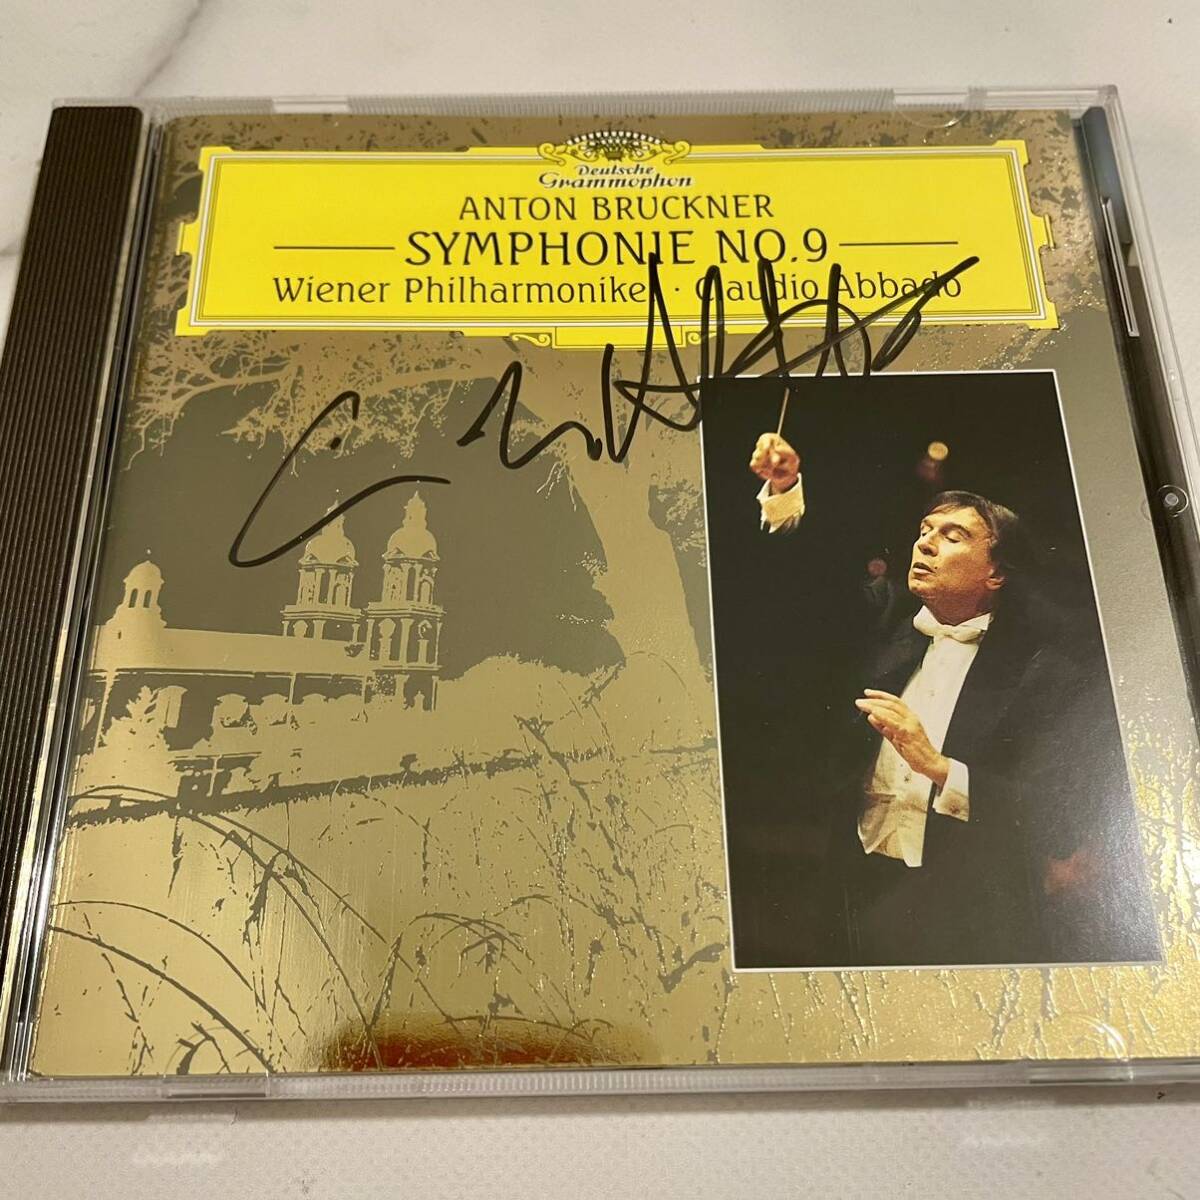 Deutsche
Grammophon
ANTON BRUCKNER
SYMPHONIE NO.9
Wiener Philharmoniker · Claudio Abbado